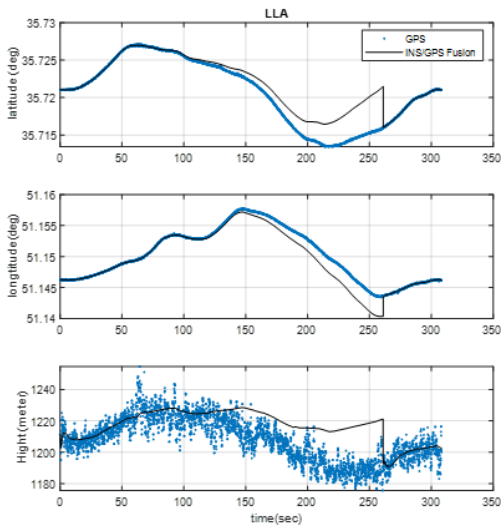 LLA
35.73
35.725
35.72
35.715
latitude (deg)
GPS
INS/GPS Fusion
0 50 100 150 200 250 300 350
51.16
51.155
51.15
51.145
51.14
longtitude(deg)
0 50 100 150 200 250 300 350
1240
1220
1200
1180
Hight(meter)
0 50 100 150 200 250 300 350
time(sec)